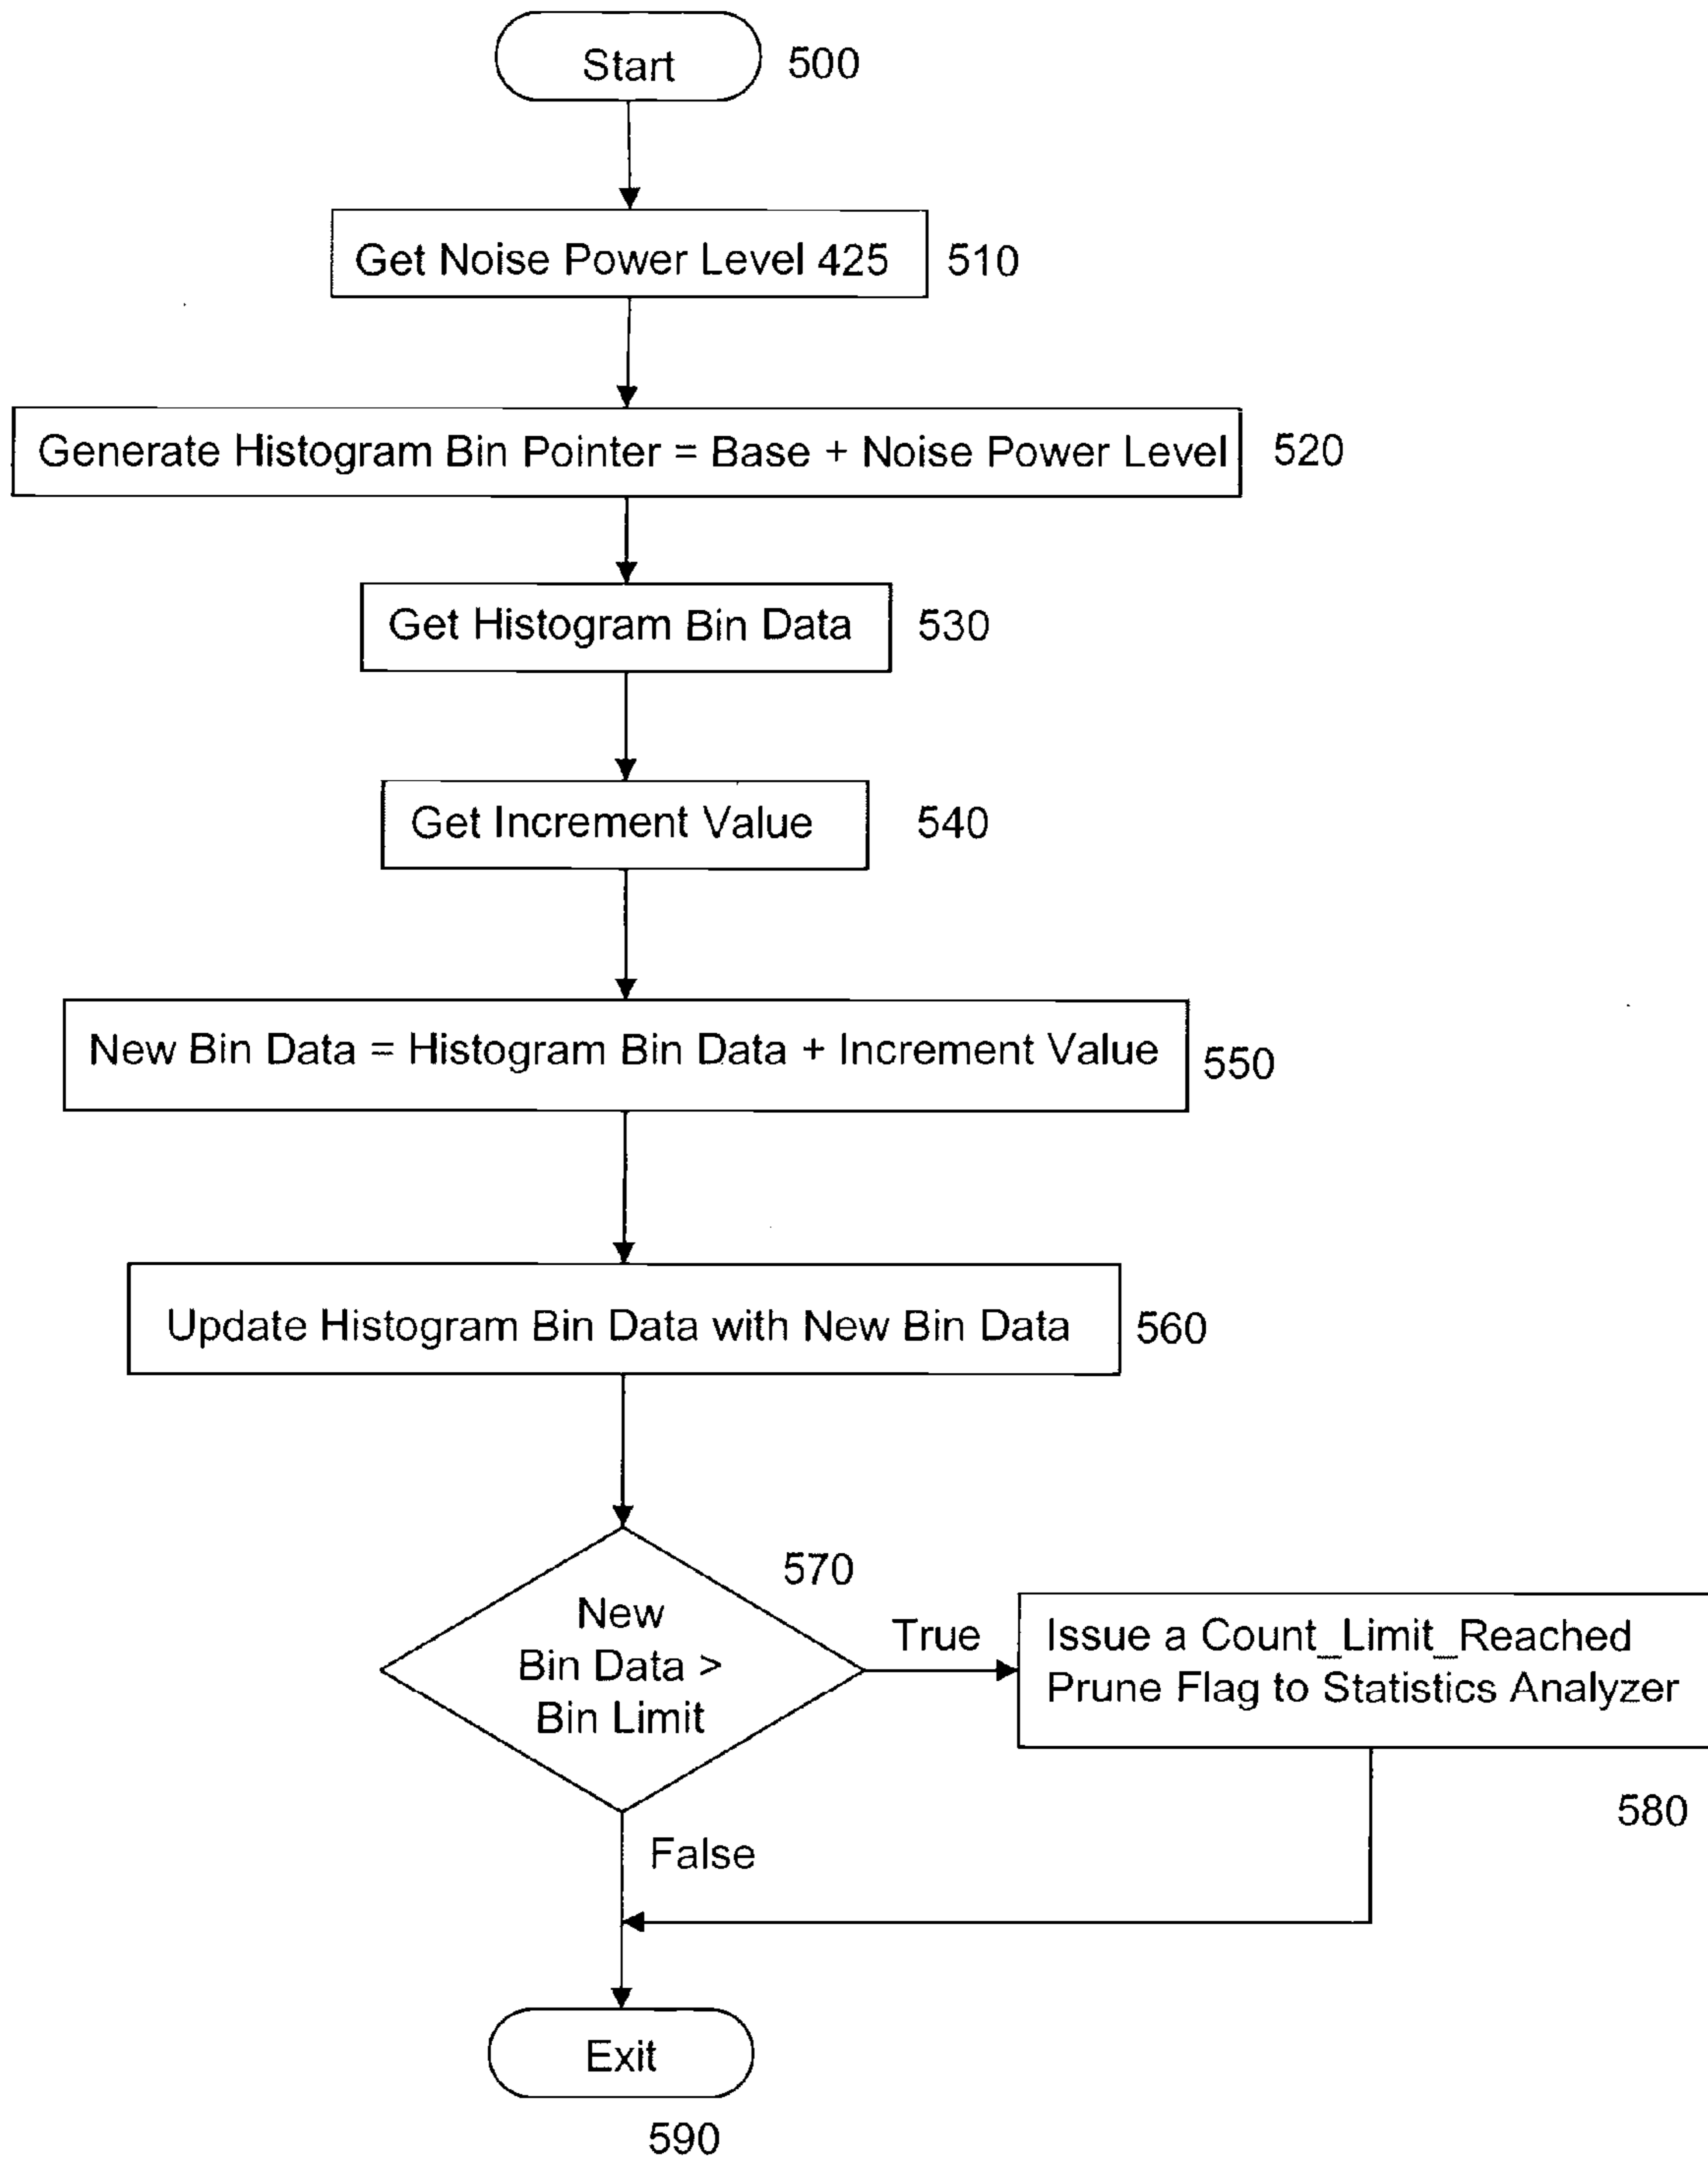 Start 500
Get Noise Power Level 425 510
Generate Histogram Bin Pointer = Base + Noise Power Level 520
Get Histogram Bin Data 530
Get Increment Value 540
New Bin Data = Histogram Bin Data + Increment Value 550
Update Histogram Bin Data with New Bin Data 560
570
New
Bin Data >
Bin Limit
True
Issue a Count_Limit_Reached
Prune Flag to Statistics Analyzer
580
False
Exit
590